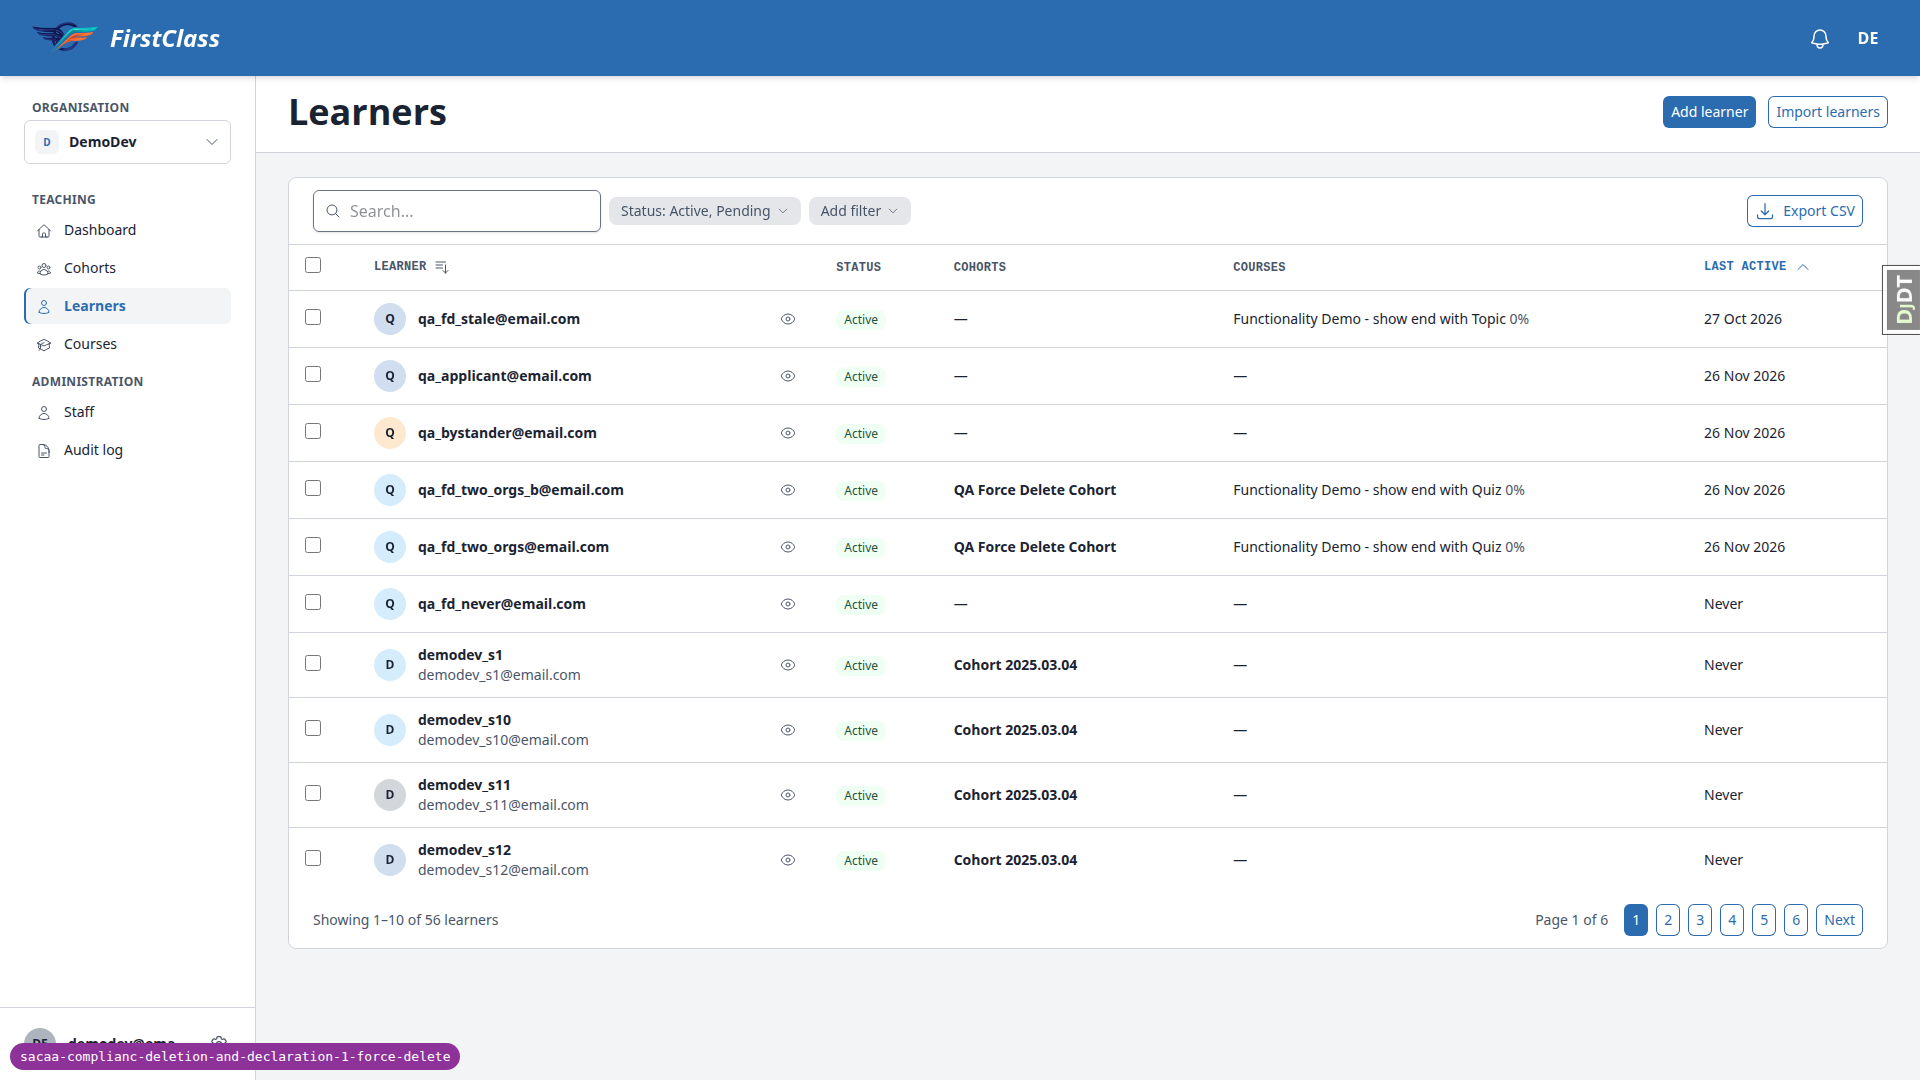 FirstClass
DE
ORGANISATION
D DemoDev
TEACHING
Dashboard
Cohorts
Learners
Courses
ADMINISTRATION
Staff
Audit log
Learners
Add learner
Import learners
Search...
Status: Active, Pending
Add filter
Export CSV
LEARNER STATUS COHORTS COURSES LAST ACTIVE
Q qa_fd_stale@email.com Active — Functionality Demo - show end with Topic 0% 27 Oct 2026
Q qa_applicant@email.com Active — — 26 Nov 2026
Q qa_bystander@email.com Active — — 26 Nov 2026
Q qa_fd_two_orgs_b@email.com Active QA Force Delete Cohort Functionality Demo - show end with Quiz 0% 26 Nov 2026
Q qa_fd_two_orgs@email.com Active QA Force Delete Cohort Functionality Demo - show end with Quiz 0% 26 Nov 2026
Q qa_fd_never@email.com Active — — Never
D demodev_s1 Active Cohort 2025.03.04 — Never
demodev_s1@email.com
D demodev_s10 Active Cohort 2025.03.04 — Never
demodev_s10@email.com
D demodev_s11 Active Cohort 2025.03.04 — Never
demodev_s11@email.com
D demodev_s12 Active Cohort 2025.03.04 — Never
demodev_s12@email.com
Showing 1–10 of 56 learners
Page 1 of 6 1 2 3 4 5 6 Next
DjDT
DE demodev@ema
sacaa-complianc-deletion-and-declaration-1-force-delete